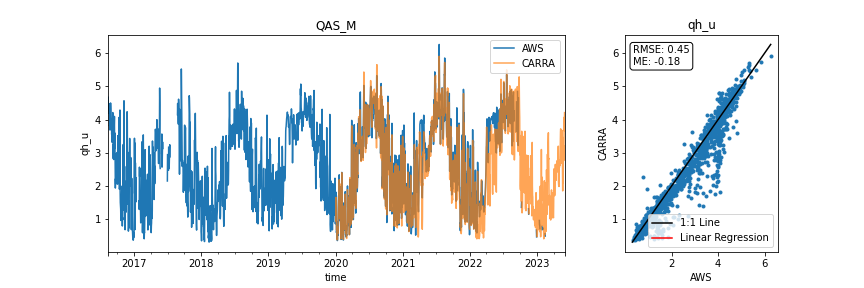 QAS_M
qh_u
AWS
CARRA
6
5
4
3
2
1
qh_u
2017 2018 2019 2020 2021 2022 2023
time
RMSE: 0.45
ME: -0.18
6
5
4
3
2
1
CARRA
1:1 Line
Linear Regression
2 4 6
AWS